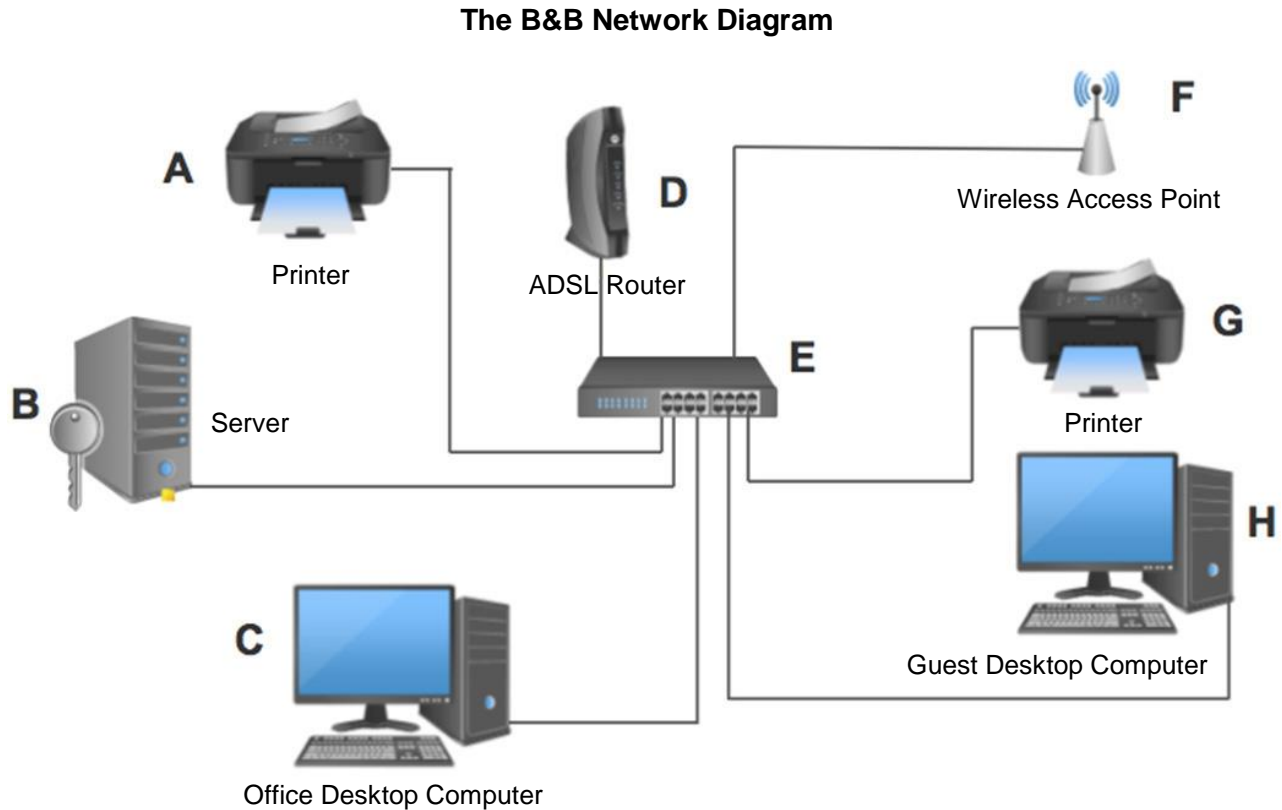 The B&B Network Diagram
A
Printer
D
ADSL Router
F
Wireless Access Point
B
Server
E
G
Printer
C
Office Desktop Computer
H
Guest Desktop Computer